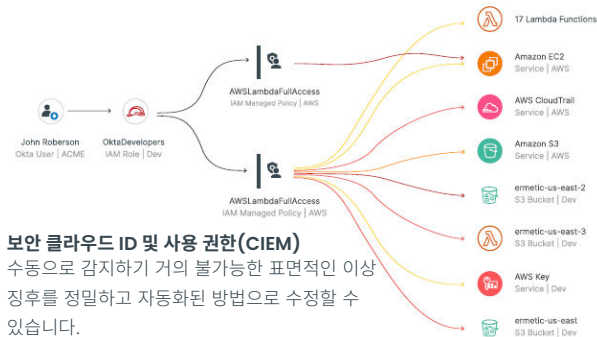 17 Lambda Functions
Amazon EC2
Service | AWS
AWSLambdaFullAccess
IAM Managed Policy | AWS
AWS CloudTrail
Service | AWS
John Roberson
Okta User | ACME
OktaDevelopers
IAM Role | Dev
Amazon S3
Service | AWS
AWSLambdaFullAccess
IAM Managed Policy | AWS
ermetic-us-east-2
S3 Bucket | Dev
ermetic-us-east-3
S3 Bucket | Dev
AWS Key
Service | Dev
ermetic-us-east
S3 Bucket | Dev
보안 클라우드 ID 및 사용 권한(CIEM)
수동으로 감지하기 거의 불가능한 표면적인 이상
징후를 정밀하고 자동화된 방법으로 수정할 수
있습니다.